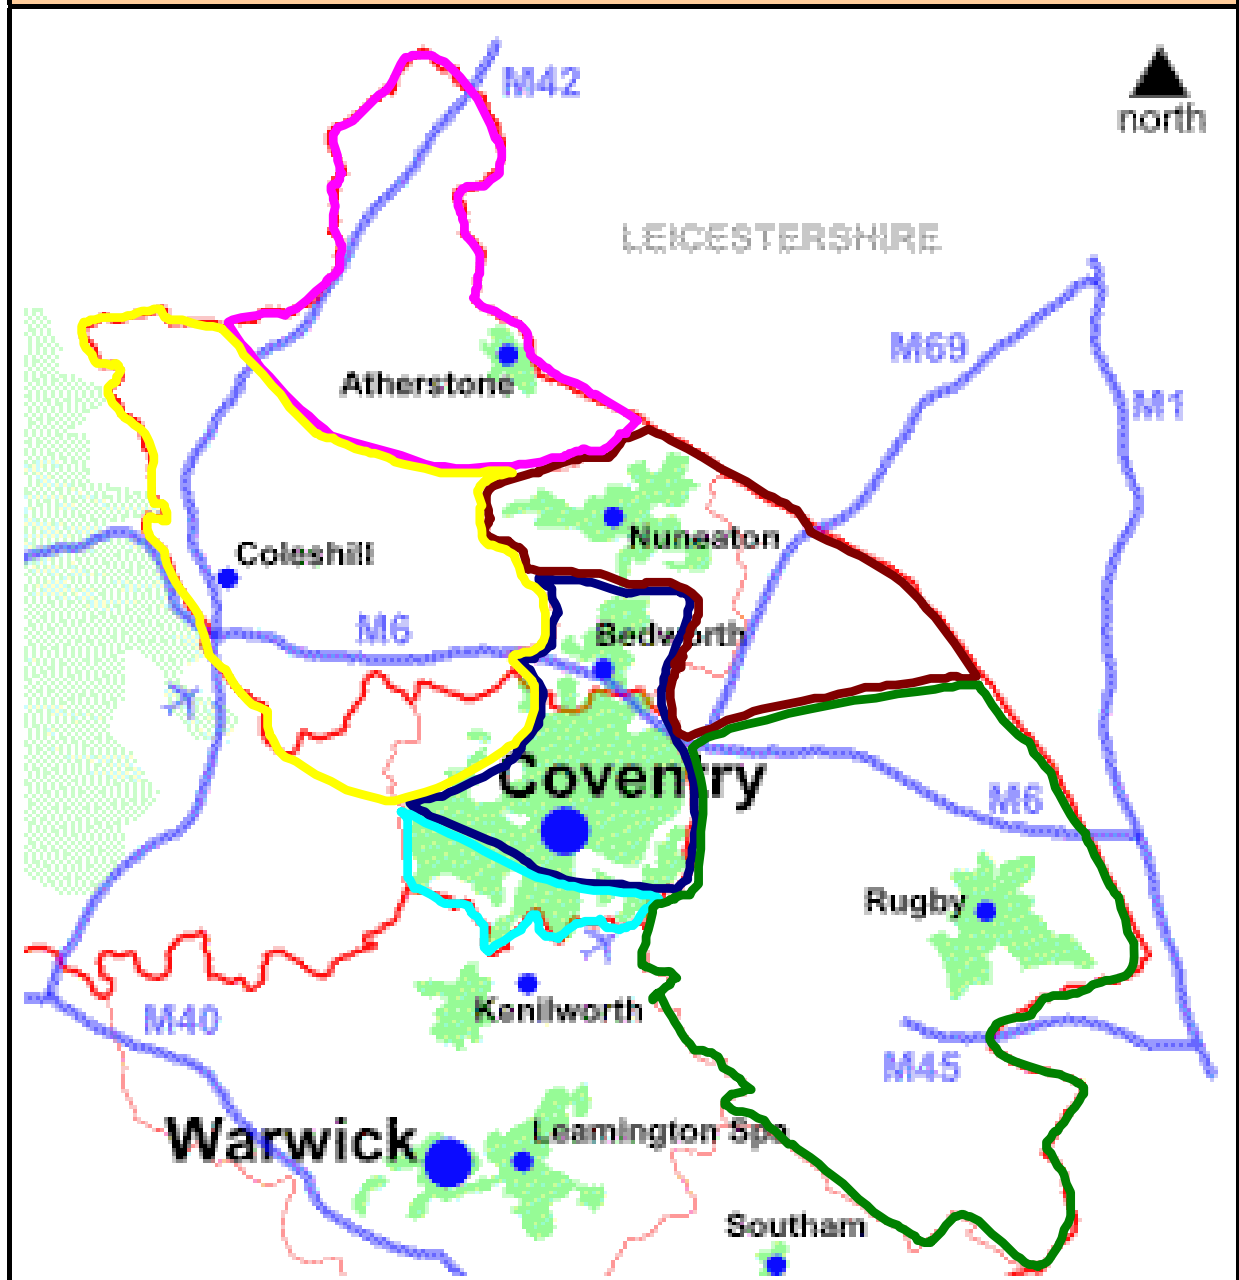 M42
north
LEICESTERSHIRE
M69
Atherstone
M1
Nuneaton
Coleshill
M6
Bedworth
Coventry
M6
Rugby
Kenilworth
M40
M45
Warwick
Leamington Spa
Southam